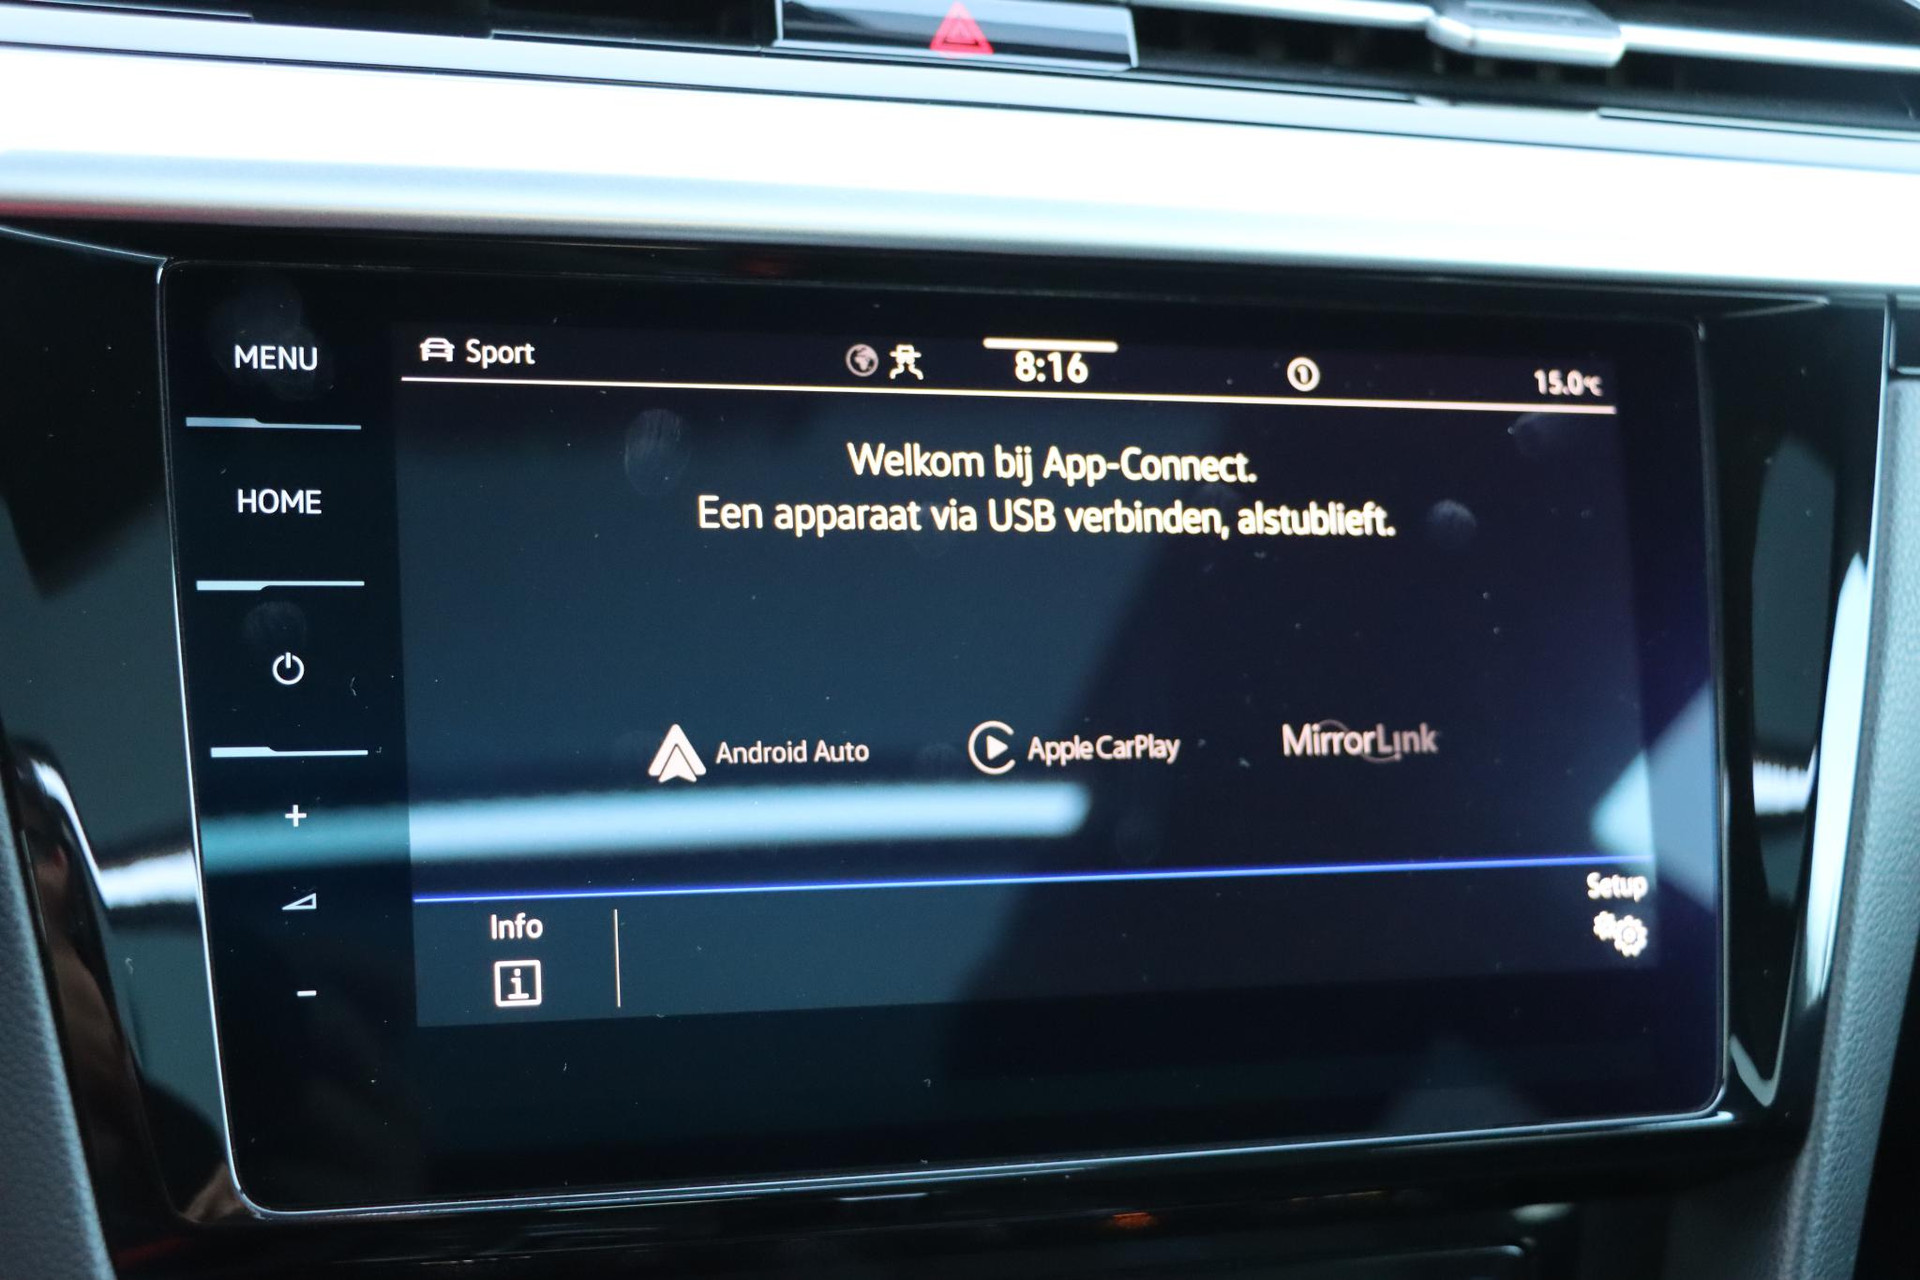 MENU
Sport
8:16
1
15.0°C
HOME
Welkom bij App-Connect.
Een apparaat via USB verbinden, alstublieft.
Android Auto
Apple CarPlay
MirrorLink
+
-
Info
i
Setup